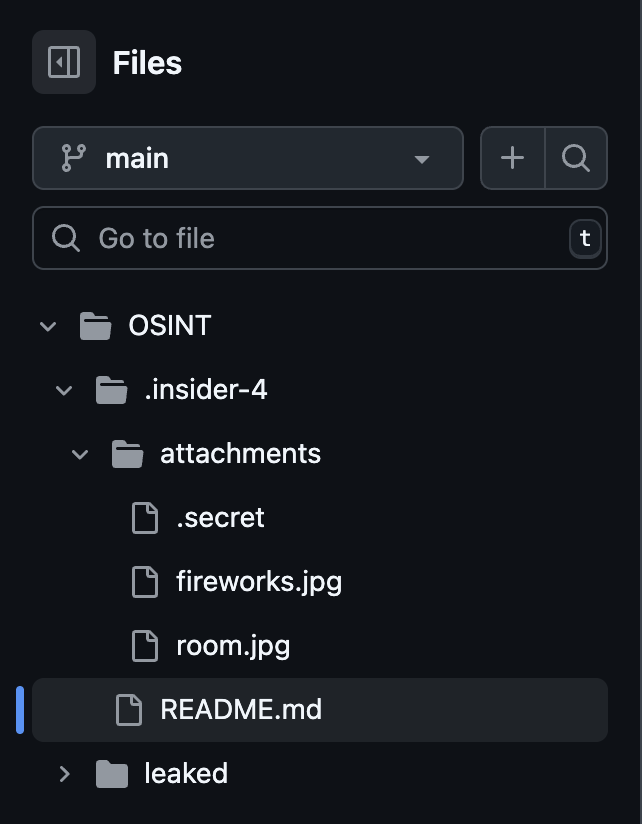 Files
main
Go to file t
OSINT
.insider-4
attachments
.secret
fireworks.jpg
room.jpg
README.md
leaked